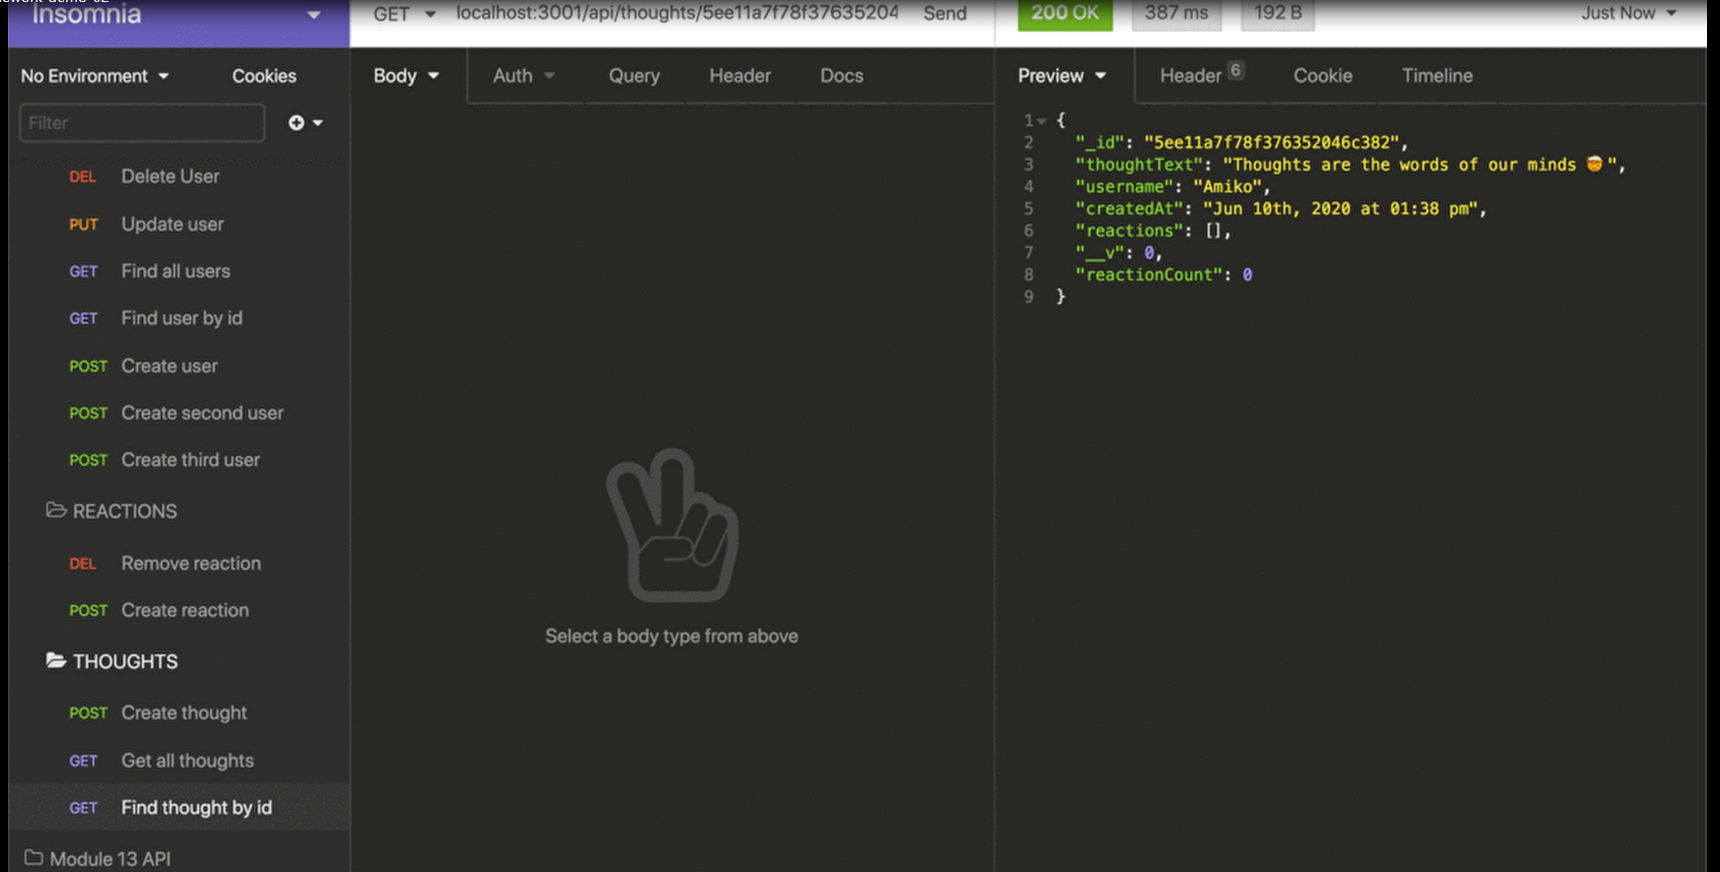 Insomnia
GET localhost:3001/api/thoughts/5ee11a7f78f37635204 Send
200 OK 387 ms 192 B Just Now
No Environment Cookies
Body Auth Query Header Docs
Preview Header 6 Cookie Timeline
Filter
DEL Delete User
PUT Update user
GET Find all users
GET Find user by id
POST Create user
POST Create second user
POST Create third user
REACTIONS
DEL Remove reaction
POST Create reaction
THOUGHTS
POST Create thought
GET Get all thoughts
GET Find thought by id
Module 13 API
Select a body type from above
1 {
2 "_id": "5ee11a7f78f376352046c382",
3 "thoughtText": "Thoughts are the words of our minds 🤯",
4 "username": "Amiko",
5 "createdAt": "Jun 10th, 2020 at 01:38 pm",
6 "reactions": [],
7 "__v": 0,
8 "reactionCount": 0
9 }